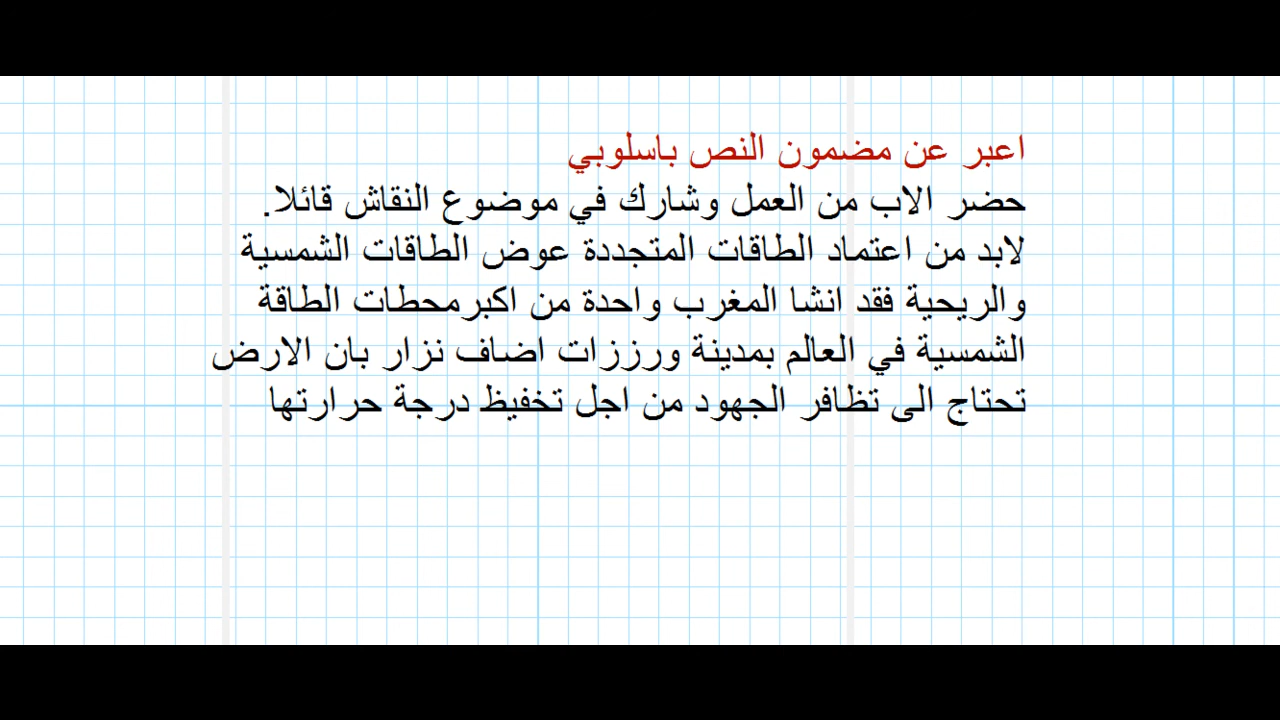 اعبر عن مضمون النص باسلوبي
حضر الاب من العمل وشارك في موضوع النقاش قائلا.
لابد من اعتماد الطاقات المتجددة عوض الطاقات الشمسية
والريحية فقد انشا المغرب واحدة من اكبرمحطات الطاقة
الشمسية في العالم بمدينة ورززات اضاف نزار بان الارض
تحتاج الى تظافر الجهود من اجل تخفيظ درجة حرارتها